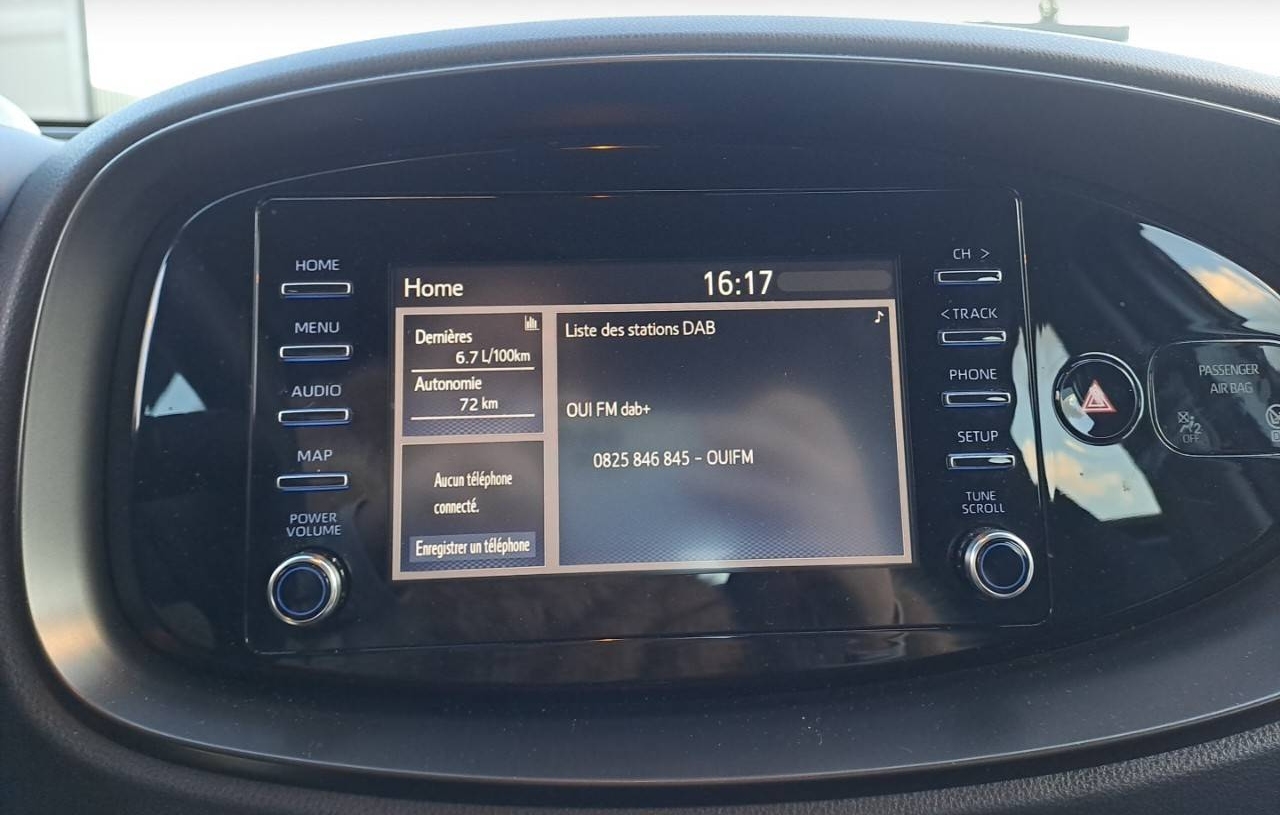 HOME
MENU
AUDIO
MAP
POWER
VOLUME
Home
16:17
Dernières
6.7 L/100km
Autonomie
72 km
Aucun téléphone
connecté.
Enregistrer un téléphone
Liste des stations DAB
OUI FM dab+
0825 846 845 - OUIFM
CH >
< TRACK
PHONE
SETUP
TUNE
SCROLL
PASSENGER
AIR BAG
2
OFF